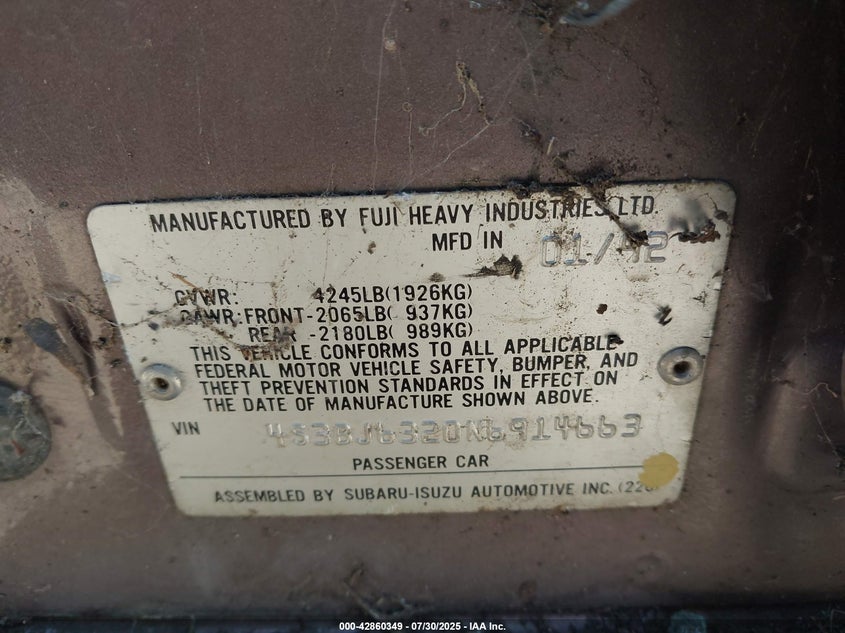 MANUFACTURED BY FUJI HEAVY INDUSTRIES LTD.
MFD IN 01/92
GVWR: 4245LB(1926KG)
GAWR:FRONT-2065LB( 937KG)
REAR -2180LB( 989KG)
THIS VEHICLE CONFORMS TO ALL APPLICABLE
FEDERAL MOTOR VEHICLE SAFETY, BUMPER, AND
THEFT PREVENTION STANDARDS IN EFFECT ON
THE DATE OF MANUFACTURE SHOWN ABOVE.
VIN 4S3BJ6320N6914663
PASSENGER CAR
ASSEMBLED BY SUBARU-ISUZU AUTOMOTIVE INC.
000-42860349 - 07/30/2025 - IAA Inc.